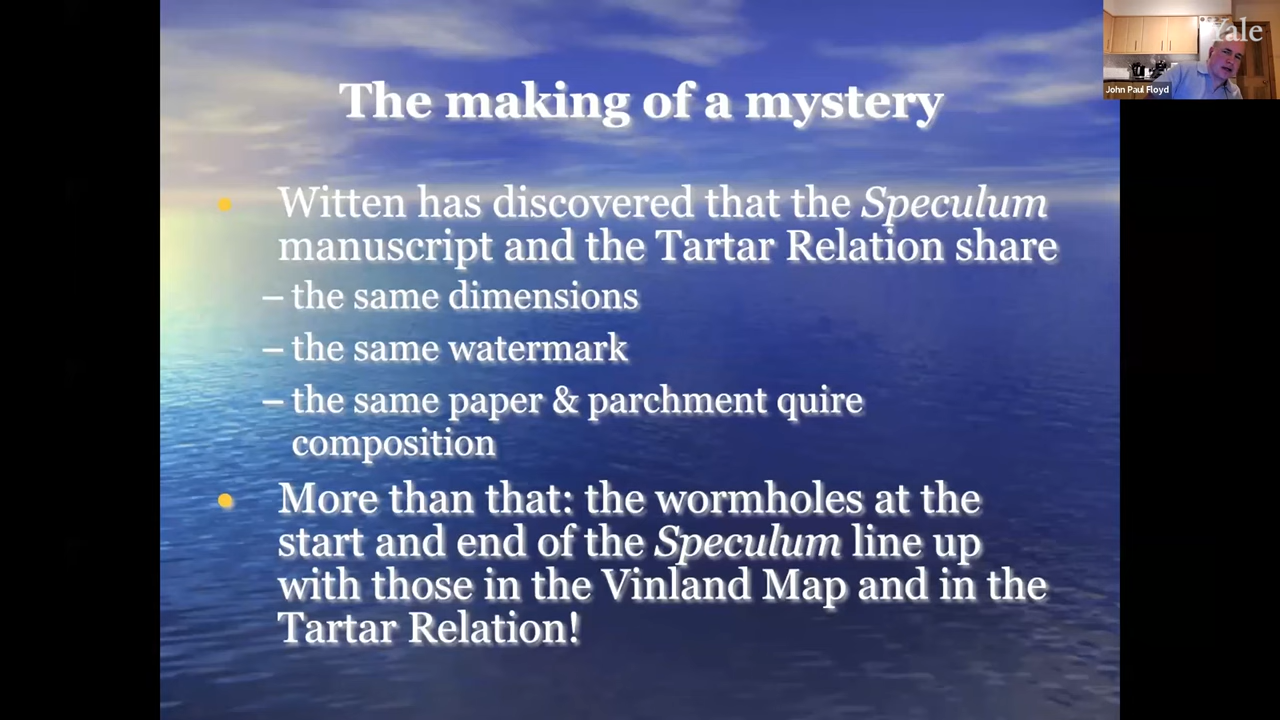 The making of a mystery
• Witten has discovered that the Speculum
manuscript and the Tartar Relation share
– the same dimensions
– the same watermark
– the same paper & parchment quire
composition
• More than that: the wormholes at the
start and end of the Speculum line up
with those in the Vinland Map and in the
Tartar Relation!
Yale
John Paul Floyd